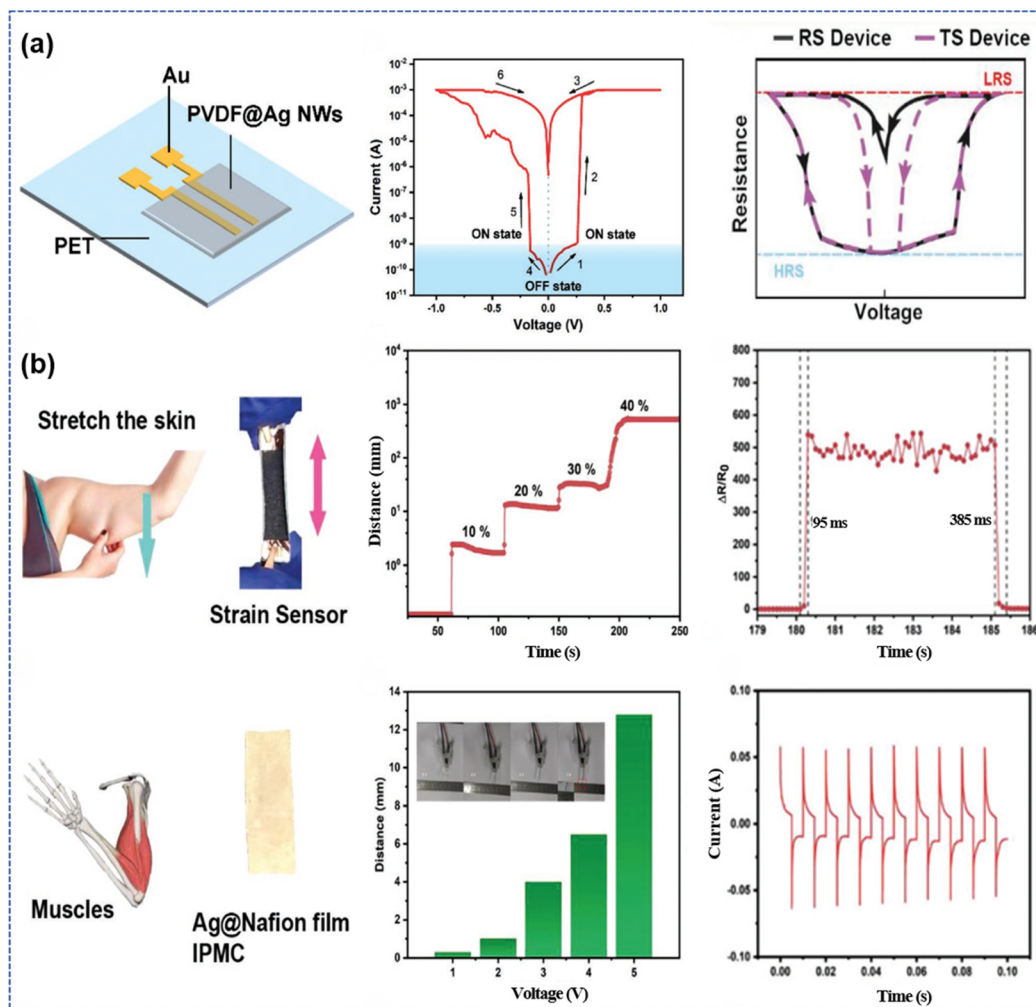 (a)
Au
PVDF@Ag NWs
PET
Current (A)
10⁻²
10⁻³
10⁻⁴
10⁻⁵
10⁻⁶
10⁻⁷
10⁻⁸
10⁻⁹
10⁻¹⁰
10⁻¹¹
6
3
2
5
ON state
ON state
4
1
OFF state
-1.0
-0.5
0.0
0.5
1.0
Voltage (V)
RS Device
TS Device
LRS
Resistance
HRS
Voltage
(b)
Stretch the skin
Strain Sensor
Distance (mm)
10⁴
10³
10²
10¹
10⁰
10 %
20 %
30 %
40 %
50
100
150
200
250
Time (s)
ΔR/R₀
800
700
600
500
400
300
200
100
0
95 ms
385 ms
179
180
181
182
183
184
185
186
Time (s)
Muscles
Ag@Nafion film
IPMC
Distance (mm)
14
12
10
8
6
4
2
0
1
2
3
4
5
Voltage (V)
Current (A)
0.10
0.05
0.00
-0.05
-0.10
0.00
0.02
0.04
0.06
0.08
0.10
Time (s)